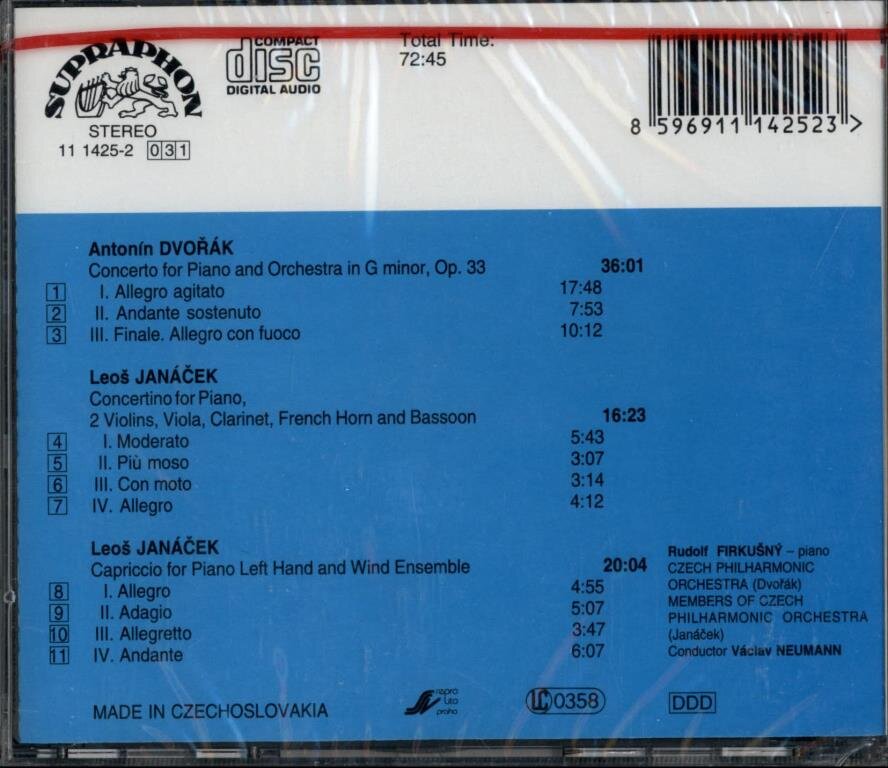 SUPRAPHON
STEREO
11 1425-2 031
COMPACT
disc
DIGITAL AUDIO
Total Time:
72:45
8 596911 142523 >
Antonín DVOŘÁK
Concerto for Piano and Orchestra in G minor, Op. 33 36:01
1 I. Allegro agitato 17:48
2 II. Andante sostenuto 7:53
3 III. Finale. Allegro con fuoco 10:12
Leoš JANÁČEK
Concertino for Piano,
2 Violins, Viola, Clarinet, French Horn and Bassoon 16:23
4 I. Moderato 5:43
5 II. Più moso 3:07
6 III. Con moto 3:14
7 IV. Allegro 4:12
Leoš JANÁČEK
Capriccio for Piano Left Hand and Wind Ensemble 20:04
8 I. Allegro 4:55
9 II. Adagio 5:07
10 III. Allegretto 3:47
11 IV. Andante 6:07
Rudolf FIRKUŠNÝ – piano
CZECH PHILHARMONIC
ORCHESTRA (Dvořák)
MEMBERS OF CZECH
PHILHARMONIC ORCHESTRA
(Janáček)
Conductor Václav NEUMANN
MADE IN CZECHOSLOVAKIA
repro
lito
praha
LC 0358
DDD